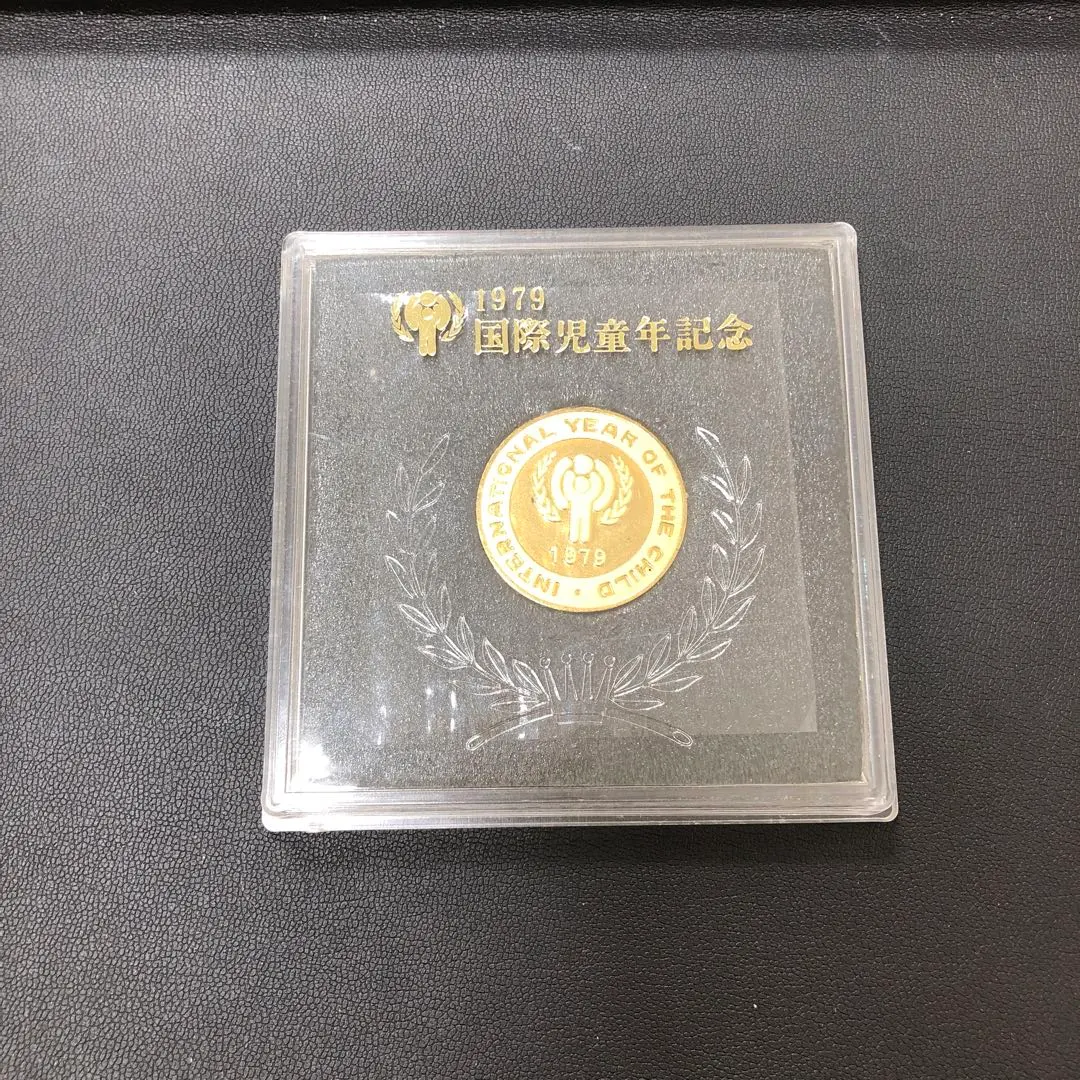 1979
国際児童年記念
INTERNATIONAL YEAR OF THE CHILD ·
1979